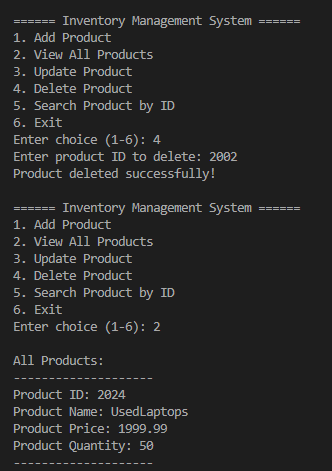 ====== Inventory Management System ======
1. Add Product
2. View All Products
3. Update Product
4. Delete Product
5. Search Product by ID
6. Exit
Enter choice (1-6): 4
Enter product ID to delete: 2002
Product deleted successfully!

====== Inventory Management System ======
1. Add Product
2. View All Products
3. Update Product
4. Delete Product
5. Search Product by ID
6. Exit
Enter choice (1-6): 2

All Products:
--------------------
Product ID: 2024
Product Name: UsedLaptops
Product Price: 1999.99
Product Quantity: 50
--------------------